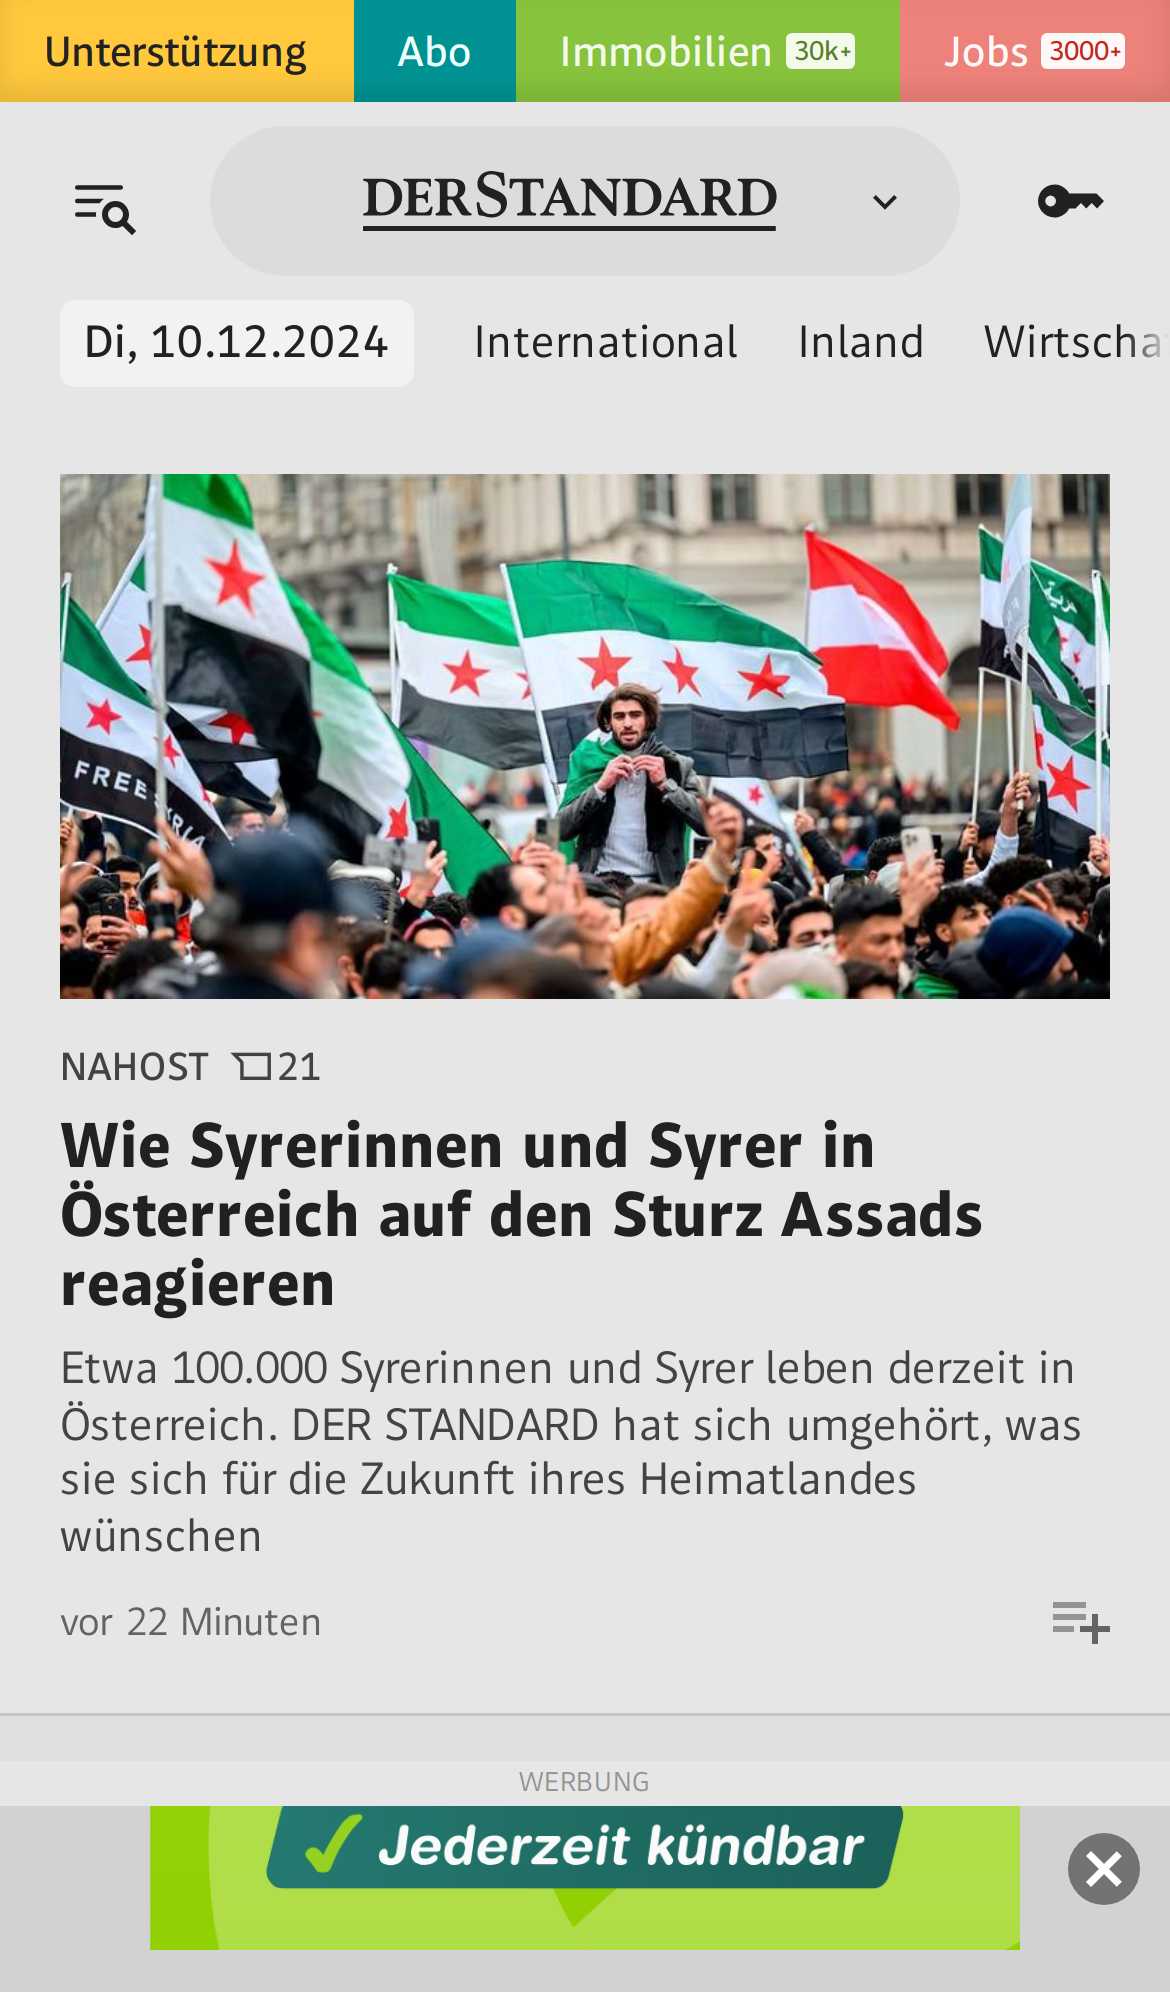 Unterstützung
Abo
Immobilien 30k+
Jobs 3000+
DERSTANDARD
Di, 10.12.2024
International
Inland
Wirtscha
FREE
NAHOST 21
Wie Syrerinnen und Syrer in
Österreich auf den Sturz Assads
reagieren
Etwa 100.000 Syrerinnen und Syrer leben derzeit in
Österreich. DER STANDARD hat sich umgehört, was
sie sich für die Zukunft ihres Heimatlandes
wünschen
vor 22 Minuten
WERBUNG
Jederzeit kündbar